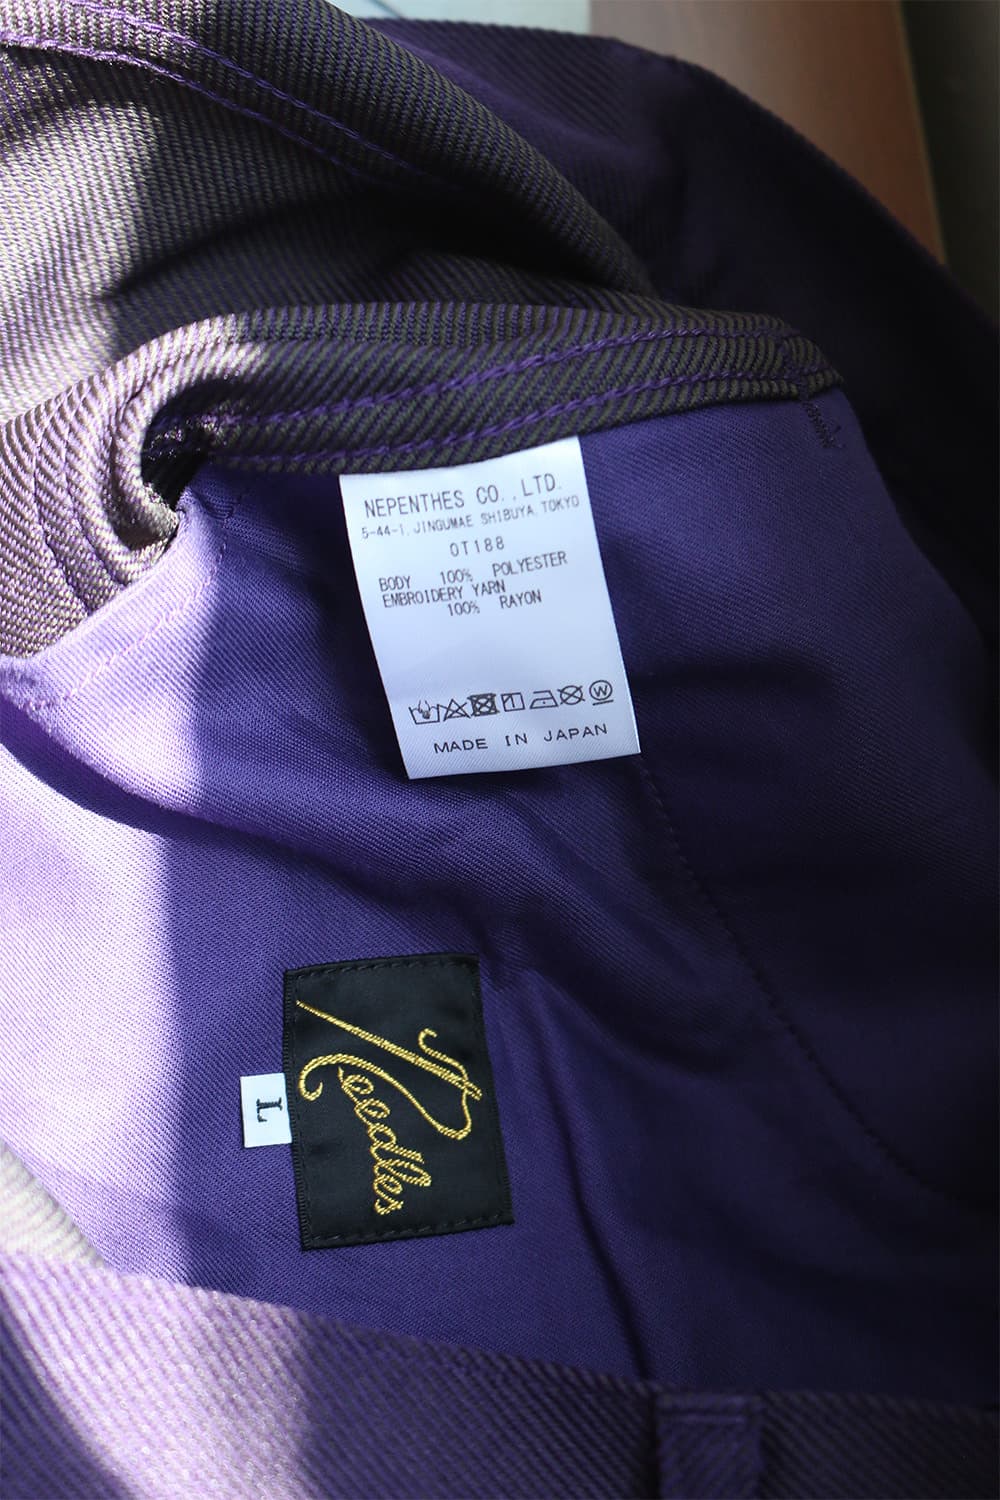 NEPENTHES CO.,LTD.
5-44-1, JINGUMAE SHIBUYA, TOKYO
OT188
BODY 100% POLYESTER
EMBROIDERY YARN
100% RAYON
W
MADE IN JAPAN
Needles
L